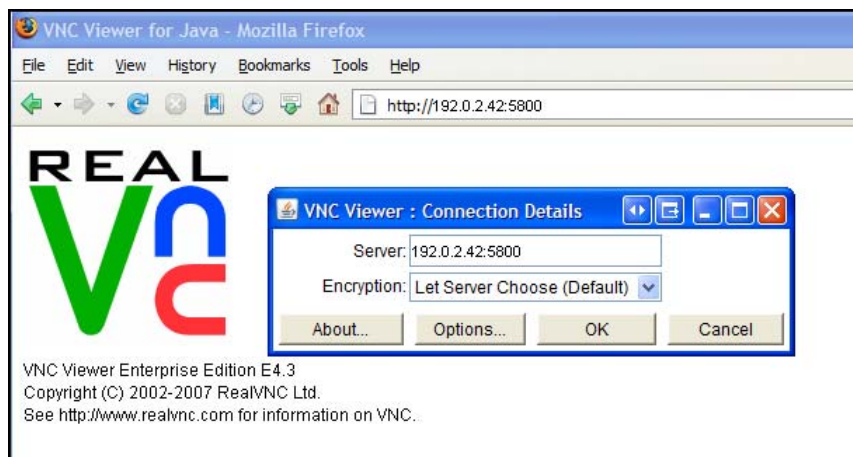 VNC Viewer for Java - Mozilla Firefox
File Edit View History Bookmarks Tools Help
http://192.0.2.42:5800
REAL
vnc
VNC Viewer : Connection Details
Server: 192.0.2.42:5800
Encryption: Let Server Choose (Default)
About... Options... OK Cancel
VNC Viewer Enterprise Edition E4.3
Copyright (C) 2002-2007 RealVNC Ltd.
See http://www.realvnc.com for information on VNC.